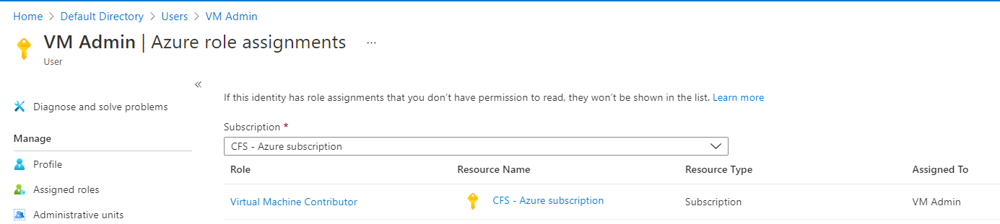 Home > Default Directory > Users > VM Admin
VM Admin | Azure role assignments ...
User
«
If this identity has role assignments that you don’t have permission to read, they won’t be shown in the list. Learn more
Diagnose and solve problems
Subscription *
Manage
CFS - Azure subscription
Profile
Role Resource Name Resource Type Assigned To
Assigned roles
Virtual Machine Contributor CFS - Azure subscription Subscription VM Admin
Administrative units